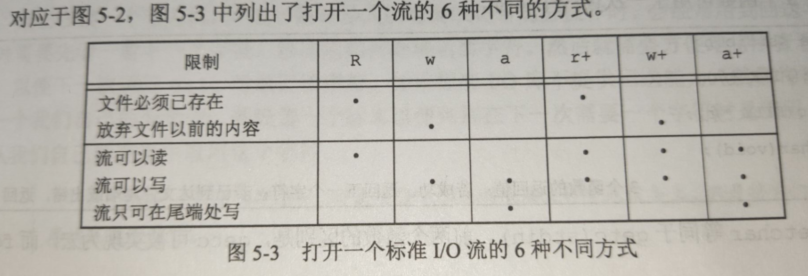 对应于图 5-2，图 5-3 中列出了打开一个流的 6 种不同的方式。
限制 R w a r+ w+ a+
文件必须已存在 •
放弃文件以前的内容 • •
流可以读 • • • •
流可以写 • • • •
流只可在尾端处写 • •
图 5-3 打开一个标准 I/O 流的 6 种不同方式